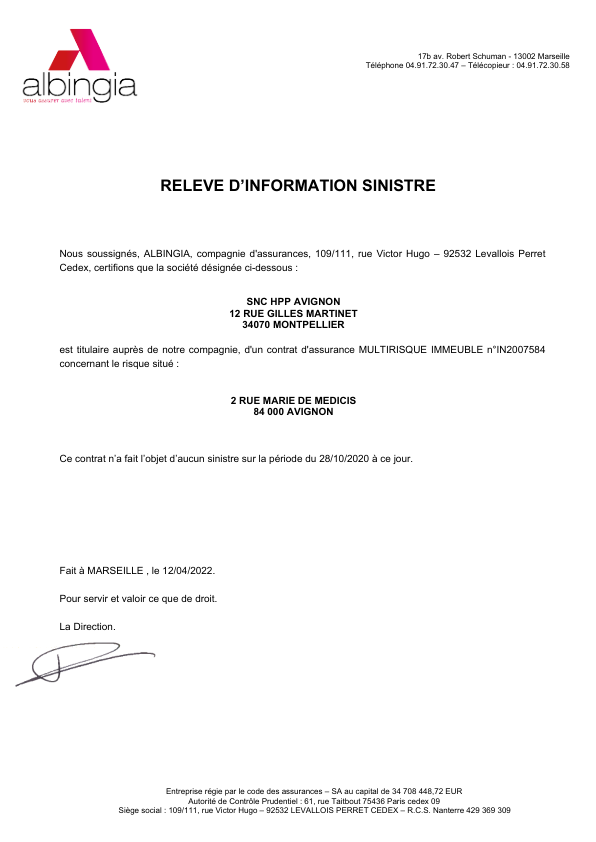 albingia
vous assurer avec talent
17b av. Robert Schuman - 13002 Marseille
Téléphone 04.91.72.30.47 – Télécopieur : 04.91.72.30.58
RELEVE D'INFORMATION SINISTRE
Nous soussignés, ALBINGIA, compagnie d'assurances, 109/111, rue Victor Hugo – 92532 Levallois Perret
Cedex, certifions que la société désignée ci-dessous :
SNC HPP AVIGNON
12 RUE GILLES MARTINET
34070 MONTPELLIER
est titulaire auprès de notre compagnie, d'un contrat d'assurance MULTIRISQUE IMMEUBLE n°IN2007584
concernant le risque situé :
2 RUE MARIE DE MEDICIS
84 000 AVIGNON
Ce contrat n'a fait l'objet d'aucun sinistre sur la période du 28/10/2020 à ce jour.
Fait à MARSEILLE , le 12/04/2022.
Pour servir et valoir ce que de droit.
La Direction.
Entreprise régie par le code des assurances – SA au capital de 34 708 448,72 EUR
Autorité de Contrôle Prudentiel : 61, rue Taitbout 75436 Paris cedex 09
Siège social : 109/111, rue Victor Hugo – 92532 LEVALLOIS PERRET CEDEX – R.C.S. Nanterre 429 369 309